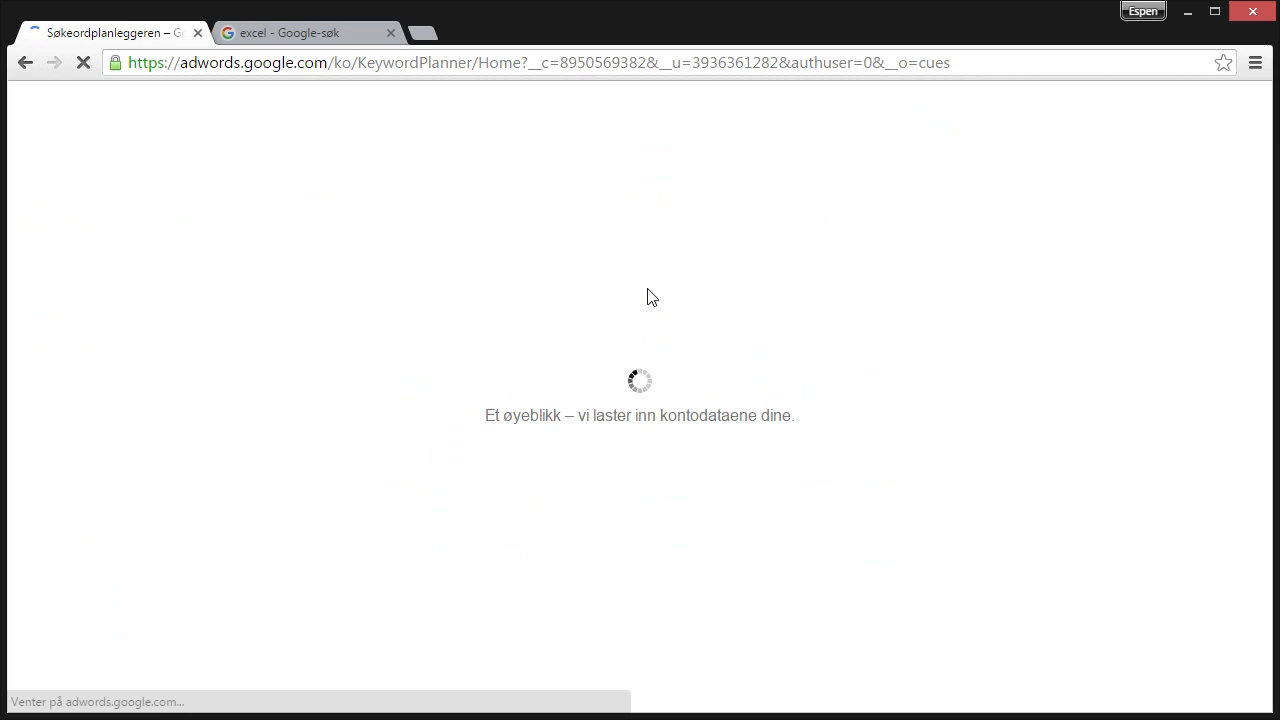 Espen
Søkeordplanleggeren – Go
excel - Google-søk
https://adwords.google.com/ko/KeywordPlanner/Home?__c=8950569382&__u=3936361282&authuser=0&__o=cues
Et øyeblikk – vi laster inn kontodataene dine.
Venter på adwords.google.com...